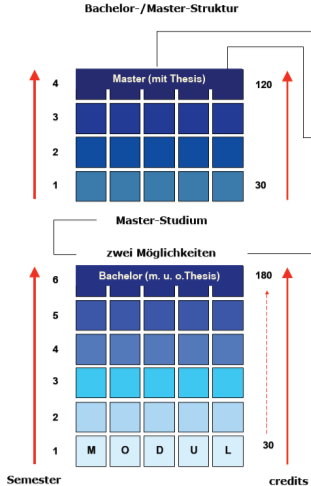 Bachelor-/Master-Struktur
4 Master (mit Thesis) 120
3
2
1 30
Master-Studium
zwei Möglichkeiten
6 Bachelor (m. u. o.Thesis) 180
5
4
3
2
1 M O D U L 30
Semester credits